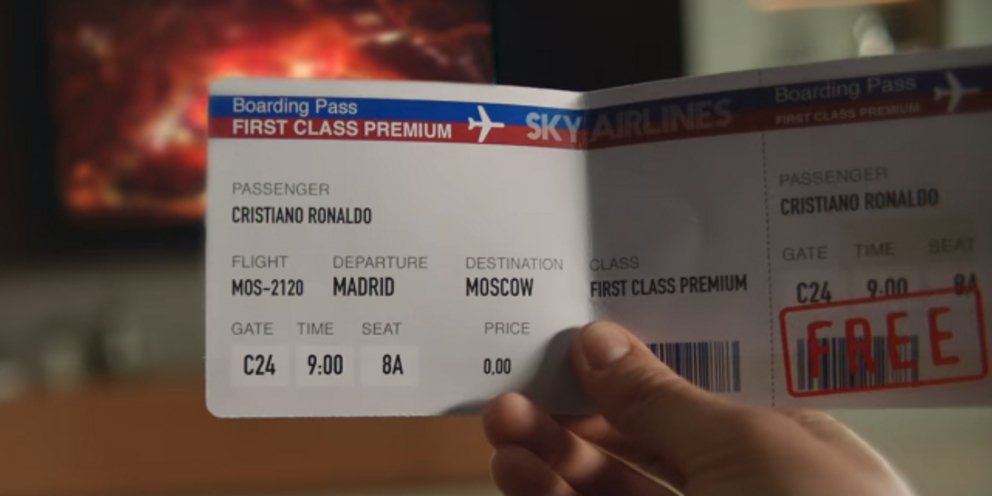 Boarding Pass
FIRST CLASS PREMIUM
SKY AIRLINES
PASSENGER
CRISTIANO RONALDO
FLIGHT DEPARTURE DESTINATION
MOS-2120 MADRID MOSCOW
GATE TIME SEAT PRICE
C24 9:00 8A 0,00
CLASS
FIRST CLASS PREMIUM
Boarding Pass
FIRST CLASS PREMIUM
PASSENGER
CRISTIANO RONALDO
GATE TIME SEAT
C24 9:00 8A
FREE